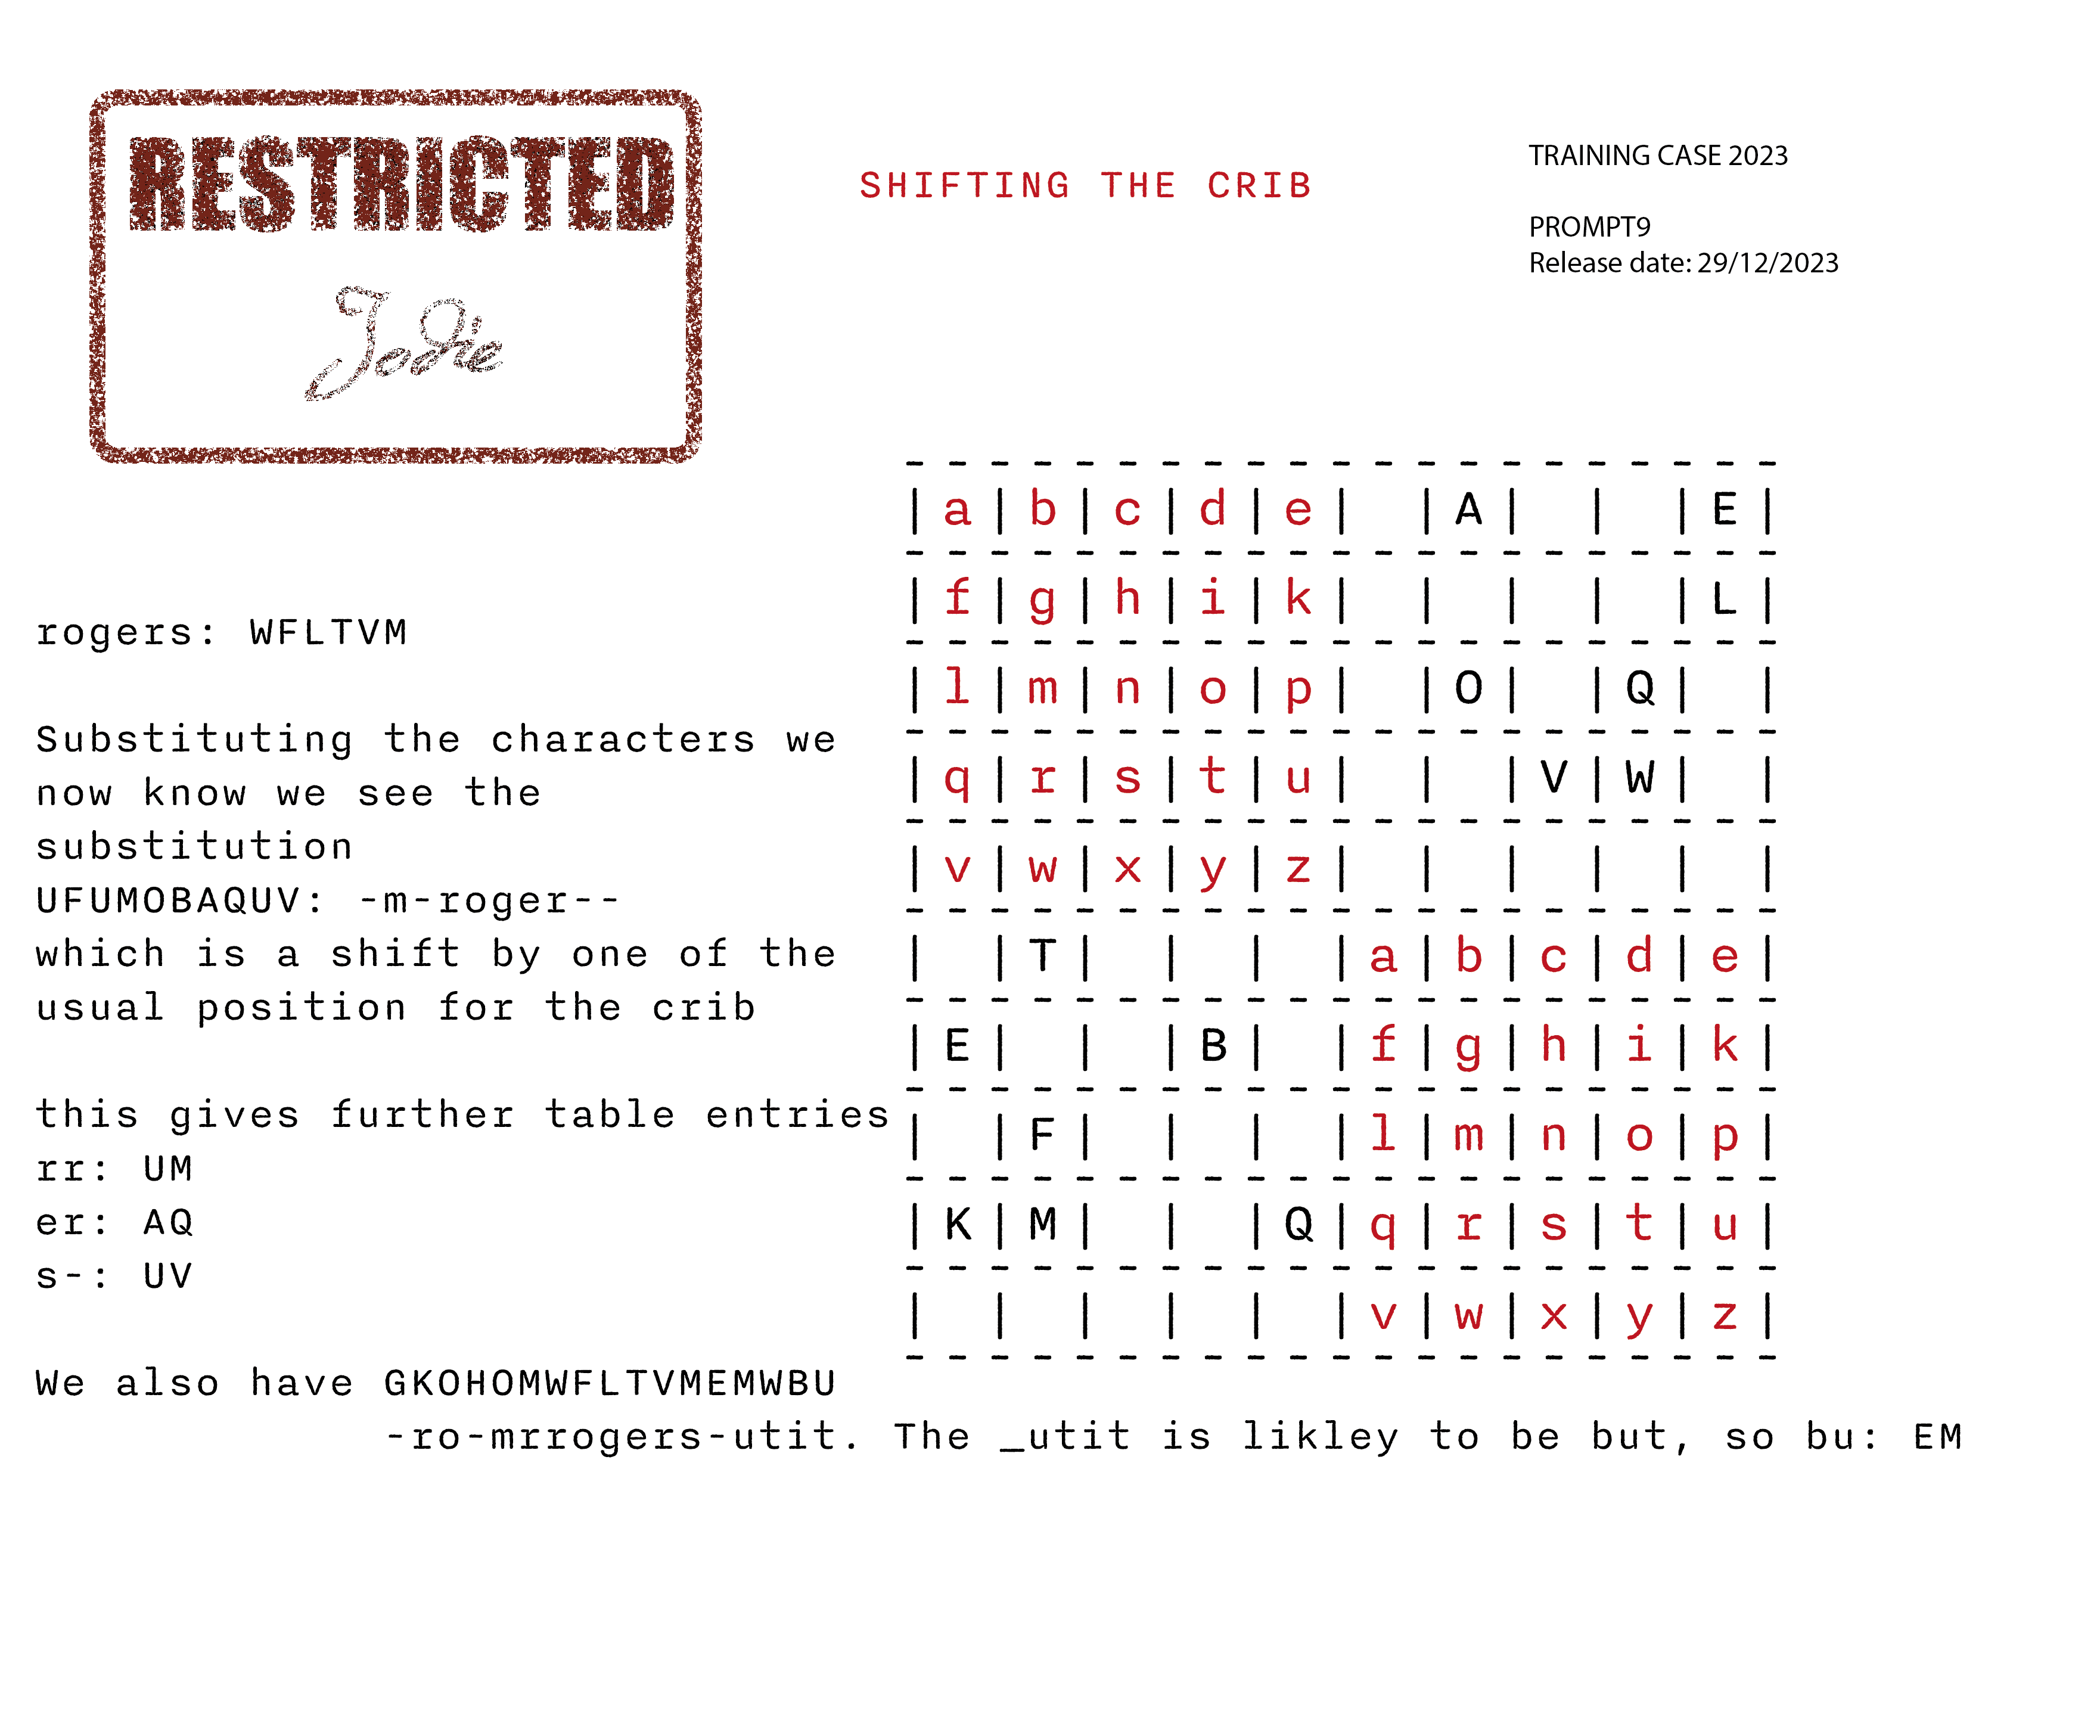 RESTRICTED
Jodie
SHIFTING THE CRIB
TRAINING CASE 2023
PROMPT9
Release date: 29/12/2023
rogers: WFLTVM
Substituting the characters we
now know we see the
substitution
UFUMOBAQUV: -m-roger--
which is a shift by one of the
usual position for the crib
this gives further table entries
rr: UM
er: AQ
s-: UV
- - - - - - - - - - - - - - - - - - - - -
|a|b|c|d|e| |A| | |E|
- - - - - - - - - - - - - - - - - - - - -
|f|g|h|i|k| | | | |L|
- - - - - - - - - - - - - - - - - - - - -
|l|m|n|o|p| |O| |Q| |
- - - - - - - - - - - - - - - - - - - - -
|q|r|s|t|u| | |V|W| |
- - - - - - - - - - - - - - - - - - - - -
|v|w|x|y|z| | | | | |
- - - - - - - - - - - - - - - - - - - - -
| |T| | | |a|b|c|d|e|
- - - - - - - - - - - - - - - - - - - - -
|E| | |B| |f|g|h|i|k|
- - - - - - - - - - - - - - - - - - - - -
| |F| | | |l|m|n|o|p|
- - - - - - - - - - - - - - - - - - - - -
|K|M| | |Q|q|r|s|t|u|
- - - - - - - - - - - - - - - - - - - - -
| | | | | |v|w|x|y|z|
- - - - - - - - - - - - - - - - - - - - -
We also have GKOHOMWFLTVMEMWBU
-ro-mrrogers-utit. The _utit is likley to be but, so bu: EM